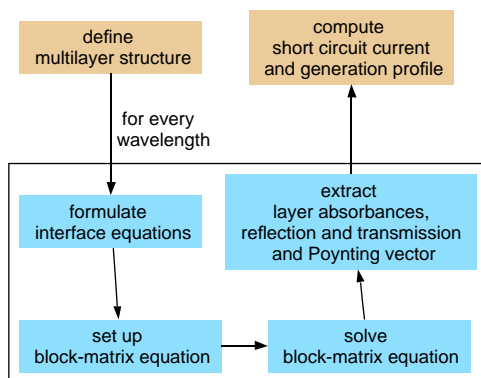 define
multilayer structure
for every
wavelength
formulate
interface equations
set up
block-matrix equation
solve
block-matrix equation
extract
layer absorbances,
reflection and transmission
and Poynting vector
compute
short circuit current
and generation profile